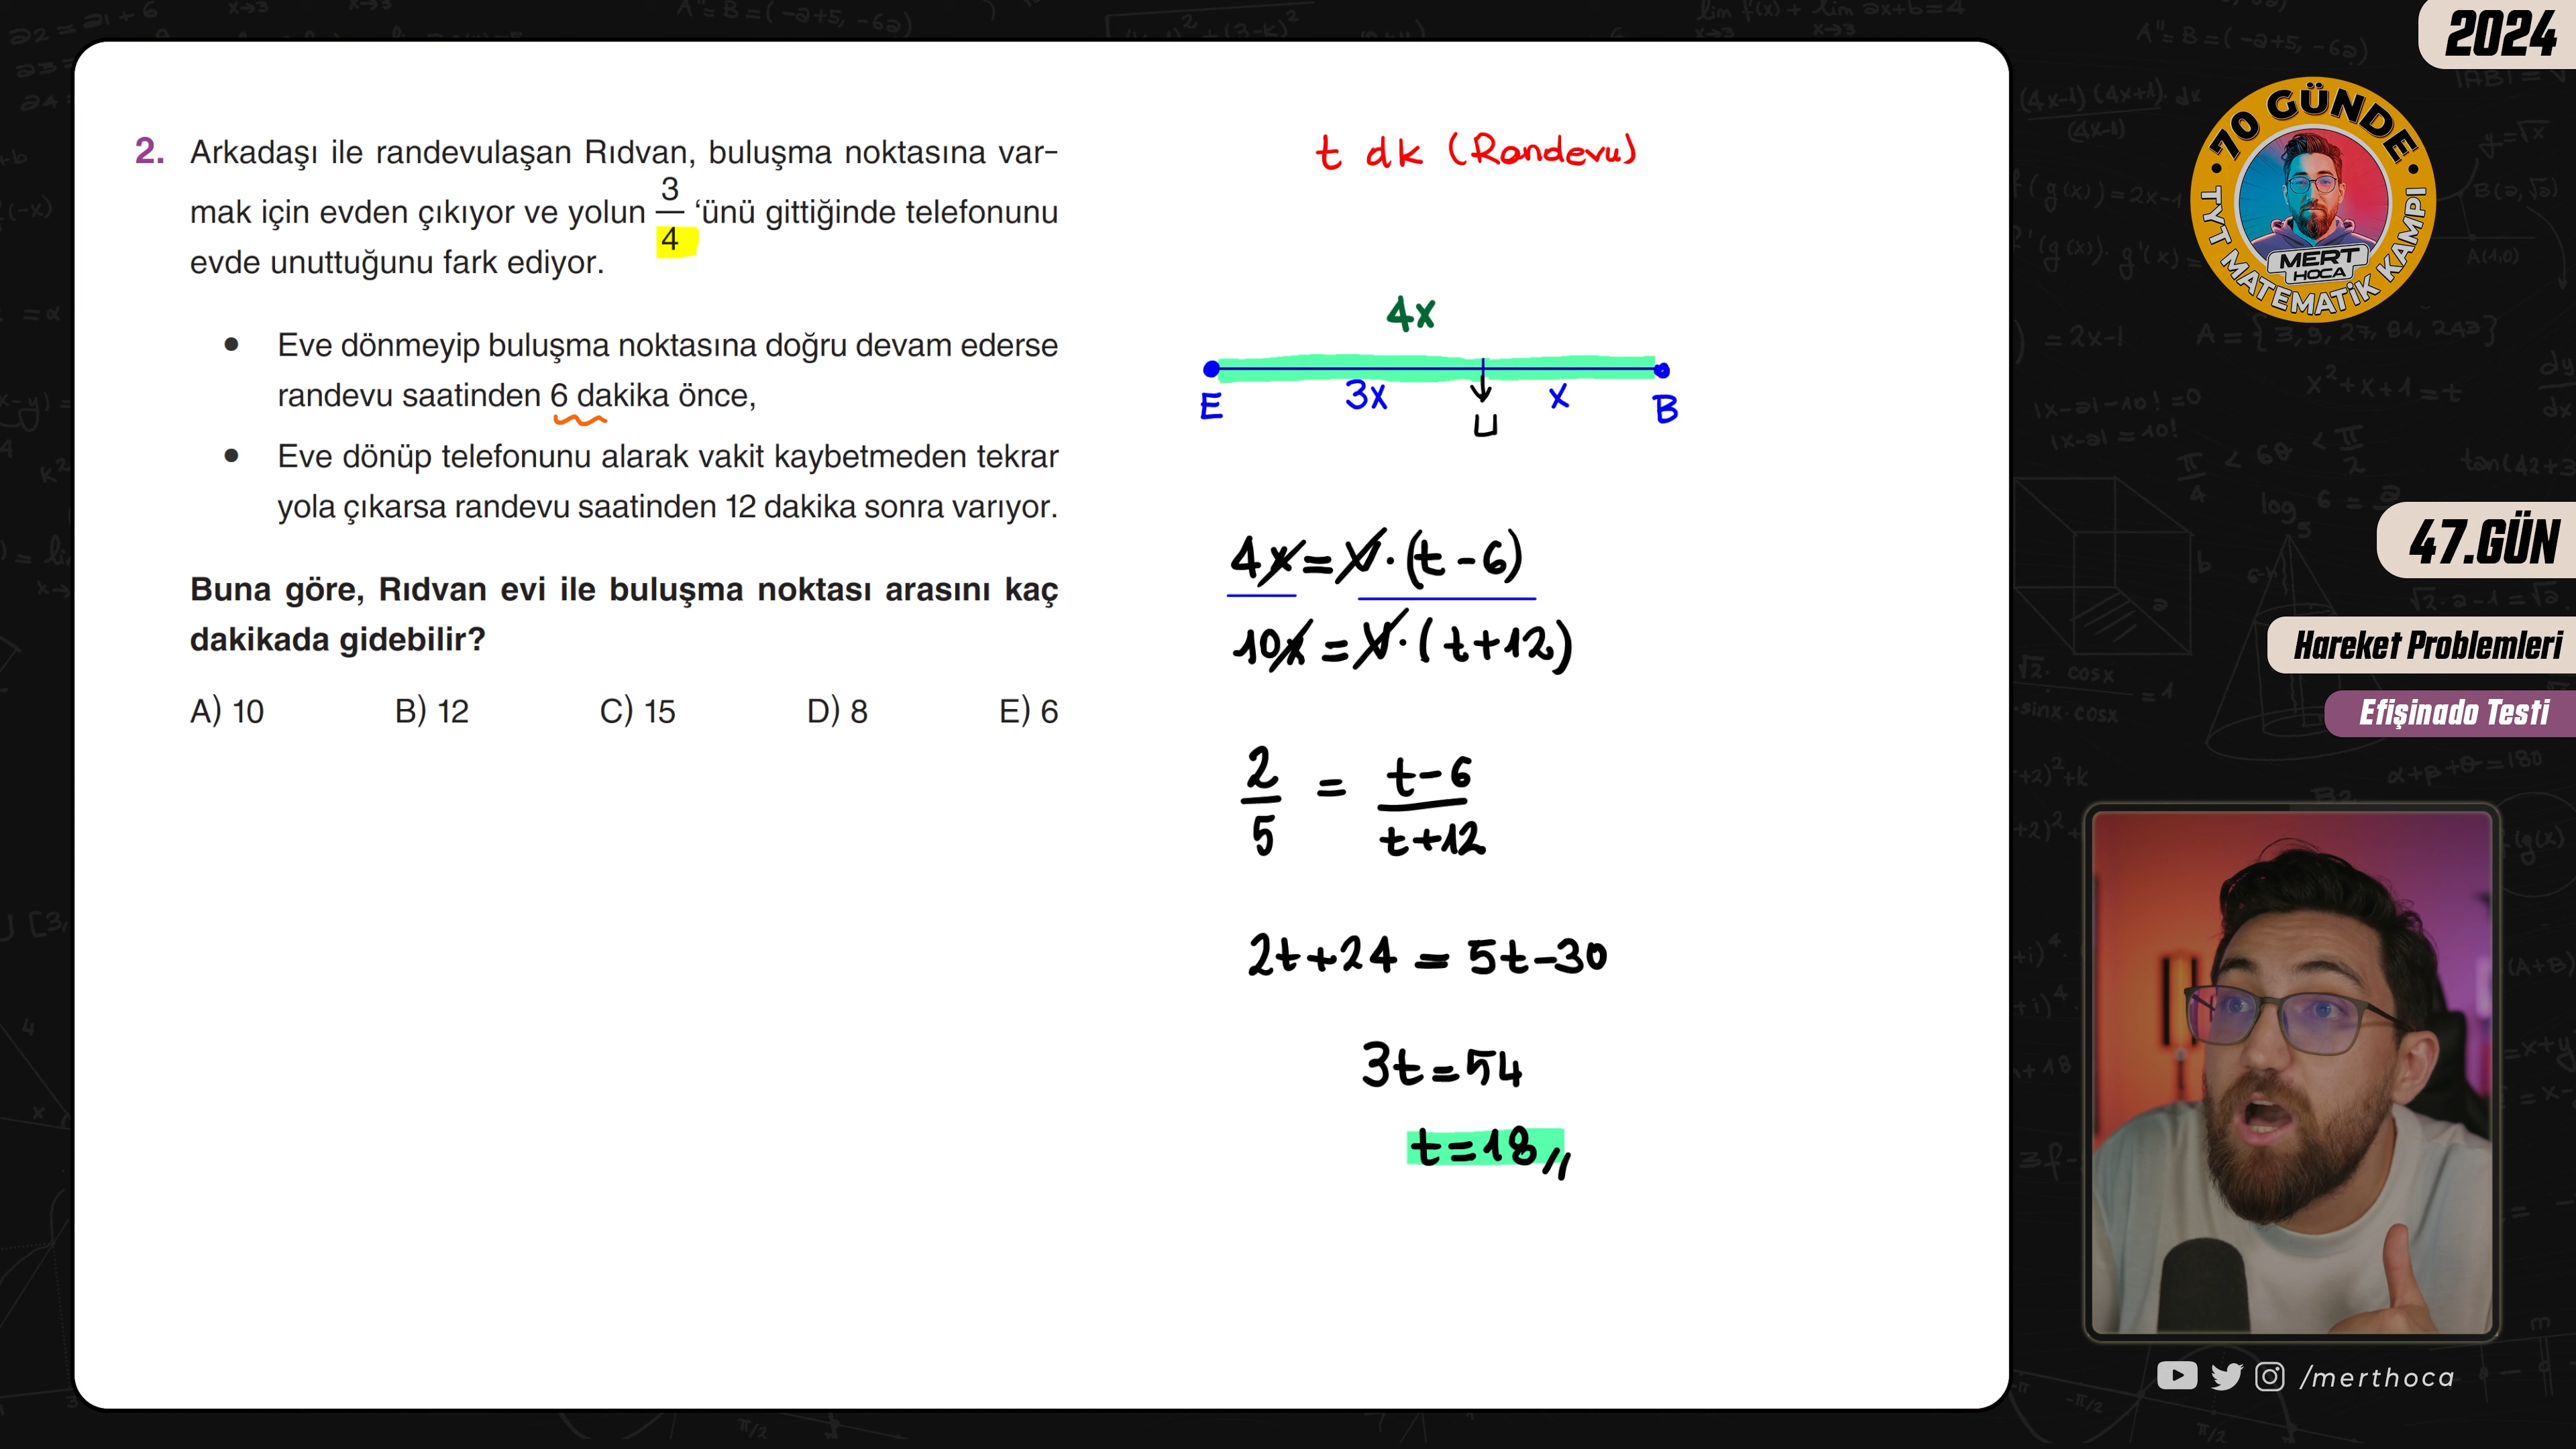 2024
70 GÜNDE
TYT MATEMATİK KAMPI
MERT
HOCA
2. Arkadaşı ile randevulaşan Rıdvan, buluşma noktasına var-
mak için evden çıkıyor ve yolun 3/4 ‘ünü gittiğinde telefonunu
evde unuttuğunu fark ediyor.
• Eve dönmeyip buluşma noktasına doğru devam ederse
randevu saatinden 6 dakika önce,
• Eve dönüp telefonunu alarak vakit kaybetmeden tekrar
yola çıkarsa randevu saatinden 12 dakika sonra varıyor.
Buna göre, Rıdvan evi ile buluşma noktası arasını kaç
dakikada gidebilir?
A) 10 B) 12 C) 15 D) 8 E) 6
t dk (Randevu)
4x
E 3x U x B
4x = V · (t - 6)
10x = V · (t + 12)
2/5 = t-6/t+12
2t+24 = 5t-30
3t=54
t=18//
47.GÜN
Hareket Problemleri
Efişinado Testi
/merthoca